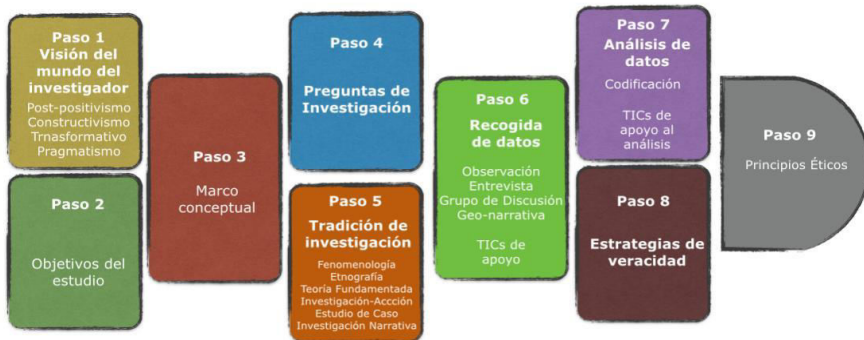 Paso 1
Visión del
mundo del
investigador
Post-positivismo
Constructivismo
Trnasformativo
Pragmatismo
Paso 2
Objetivos del
estudio
Paso 3
Marco
conceptual
Paso 4
Preguntas de
Investigación
Paso 5
Tradición de
investigación
Fenomenología
Etnografía
Teoría Fundamentada
Investigación-Accción
Estudio de Caso
Investigación Narrativa
Paso 6
Recogida
de datos
Observación
Entrevista
Grupo de Discusión
Geo-narrativa
TICs de
apoyo
Paso 7
Análisis de
datos
Codificación
TICs de
apoyo al
análisis
Paso 8
Estrategias de
veracidad
Paso 9
Principios Éticos